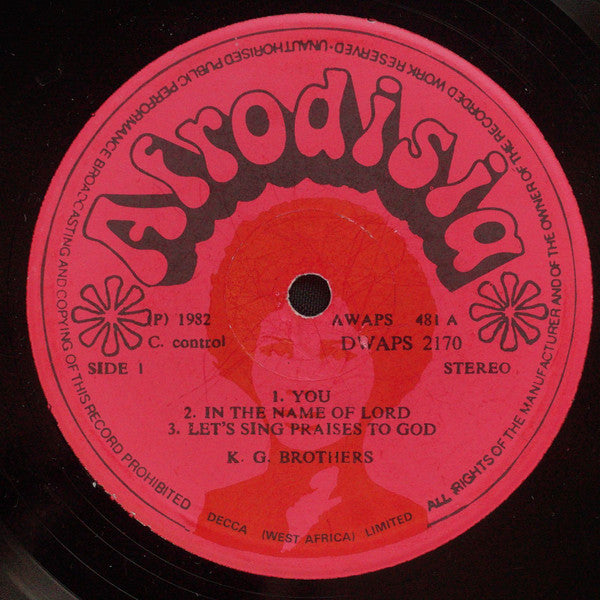 ALL RIGHTS OF THE MANUFACTURER AND OF THE OWNER OF THE RECORDED WORK RESERVED · UNAUTHORISED PUBLIC PERFORMANCE BROADCASTING AND COPYING OF THIS RECORD PROHIBITED
Afrodisia
(P) 1982
AWAPS 481 A
C. control
DWAPS 2170
SIDE 1
STEREO
1. YOU
2. IN THE NAME OF LORD
3. LET'S SING PRAISES TO GOD
K. G. BROTHERS
DECCA (WEST AFRICA) LIMITED